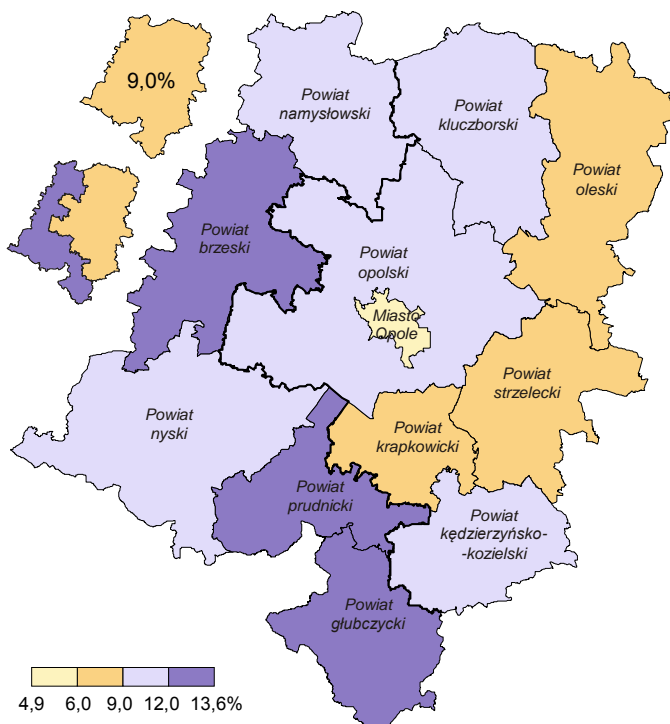 9,0%
Powiat
namysłowski
Powiat
kluczborski
Powiat
oleski
Powiat
brzeski
Powiat
opolski
Miasto
Opole
Powiat
strzelecki
Powiat
nyski
Powiat
krapkowicki
Powiat
prudnicki
Powiat
kędzierzyńsko-
-kozielski
Powiat
głubczycki
4,9 6,0 9,0 12,0 13,6%